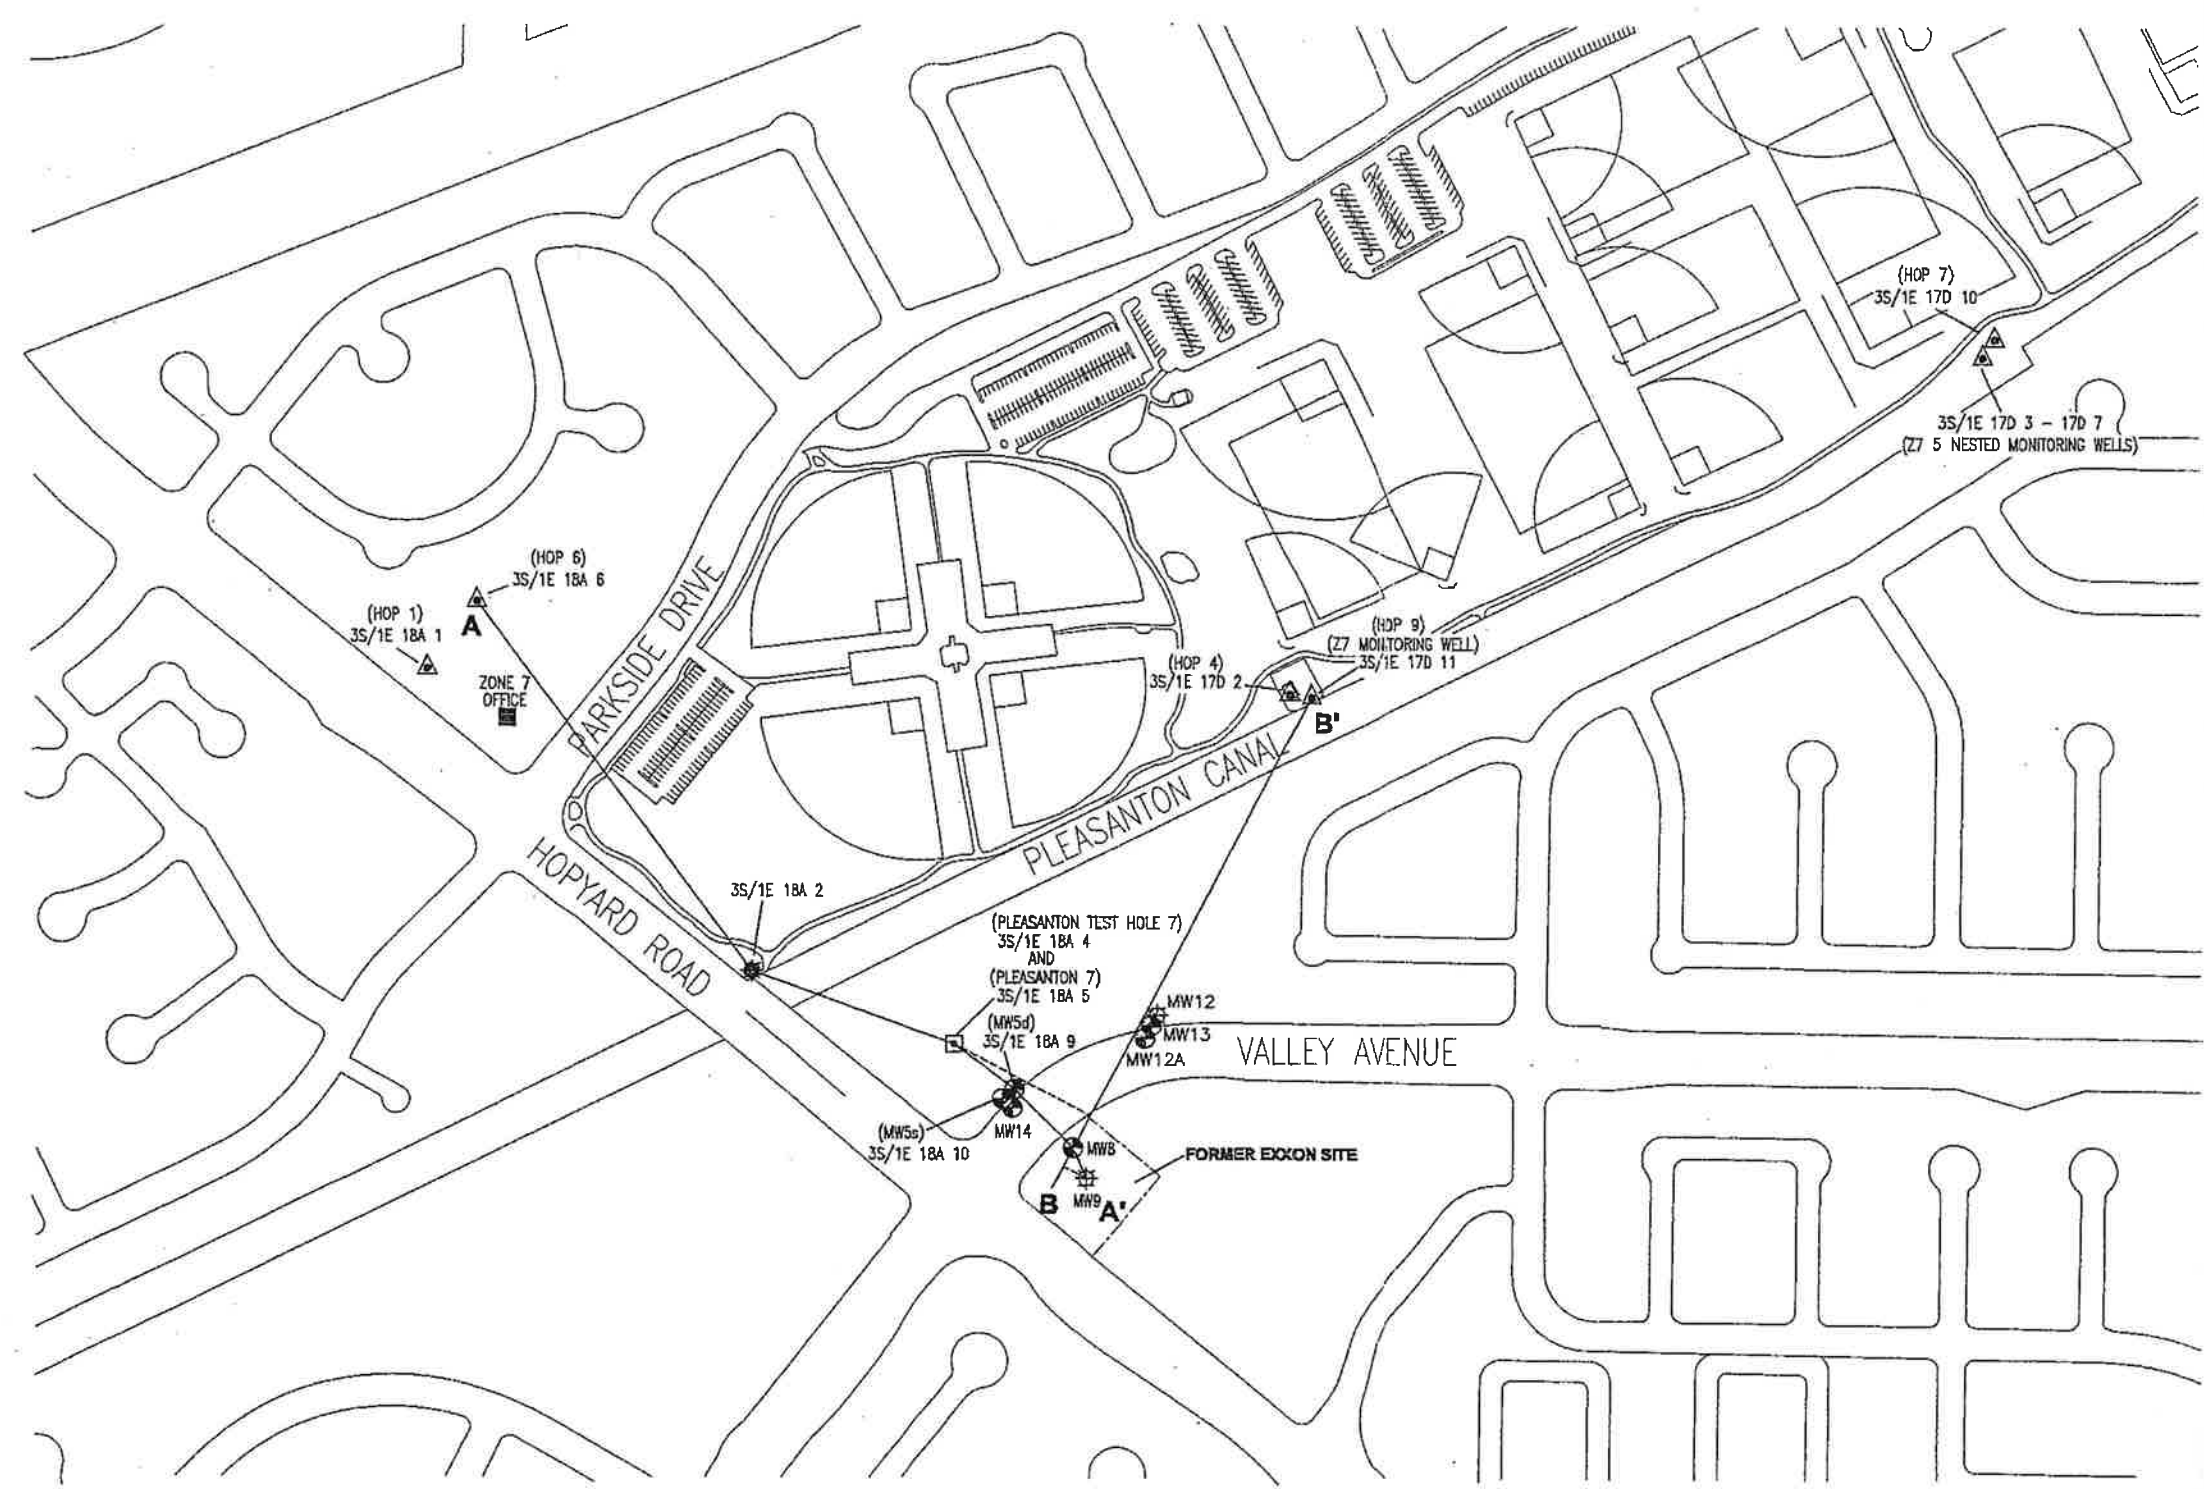 (HOP 7)
3S/1E 17D 10
3S/1E 17D 3 - 17D 7
(Z7 5 NESTED MONITORING WELLS)
(HOP 6)
3S/1E 18A 6
(HOP 1)
3S/1E 18A 1
A
ZONE 7
OFFICE
PARKSIDE DRIVE
(HOP 9)
(Z7 MONITORING WELL)
3S/1E 17D 11
(HOP 4)
3S/1E 17D 2
B'
PLEASANTON CANAL
HOPYARD ROAD
3S/1E 18A 2
(PLEASANTON TEST HOLE 7)
3S/1E 18A 4
AND
(PLEASANTON 7)
3S/1E 18A 5
(MW5d)
3S/1E 18A 9
MW12
MW13
MW12A
VALLEY AVENUE
(MW5s)
3S/1E 18A 10
MW14
MW8
FORMER EXXON SITE
B
MW9
A'